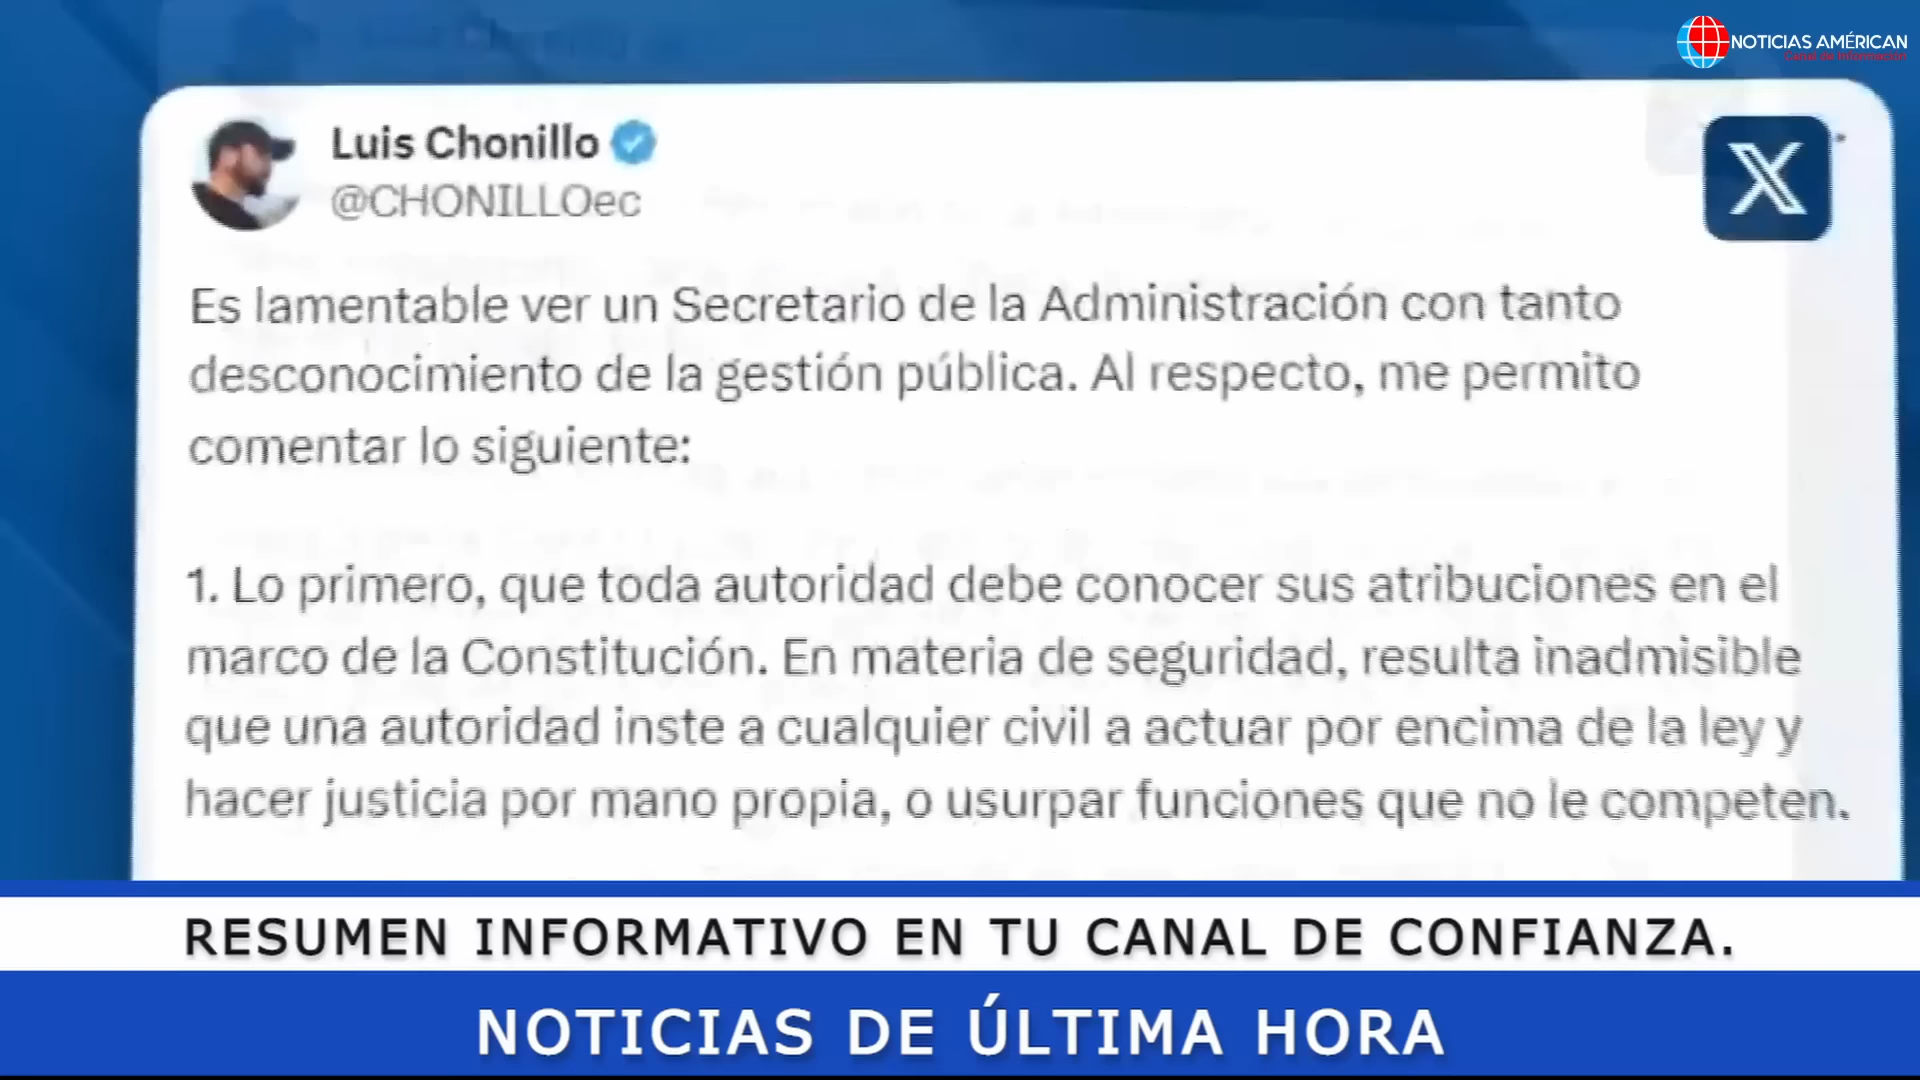 NOTICIAS AMÉRICAN
Canal de Información
Luis Chonillo
@CHONILLOec
X
Es lamentable ver un Secretario de la Administración con tanto
desconocimiento de la gestión pública. Al respecto, me permito
comentar lo siguiente:
1. Lo primero, que toda autoridad debe conocer sus atribuciones en el
marco de la Constitución. En materia de seguridad, resulta inadmisible
que una autoridad inste a cualquier civil a actuar por encima de la ley y
hacer justicia por mano propia, o usurpar funciones que no le competen.
RESUMEN INFORMATIVO EN TU CANAL DE CONFIANZA.
NOTICIAS DE ÚLTIMA HORA